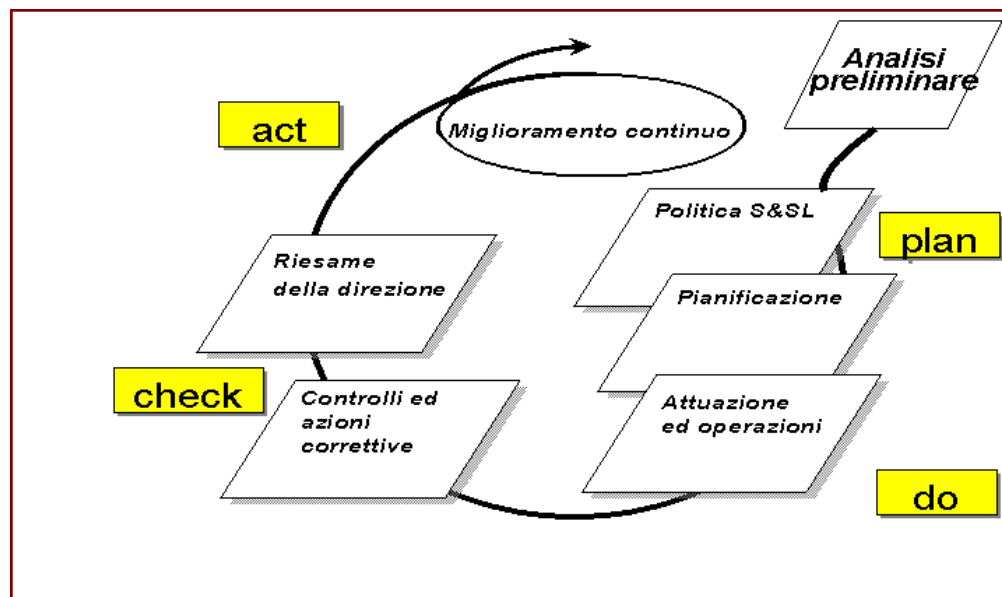 Analisi
preliminare
act
Miglioramento continuo
Politica S&SL
plan
Riesame
della direzione
Pianificazione
check
Controlli ed
azioni
correttive
Attuazione
ed operazioni
do